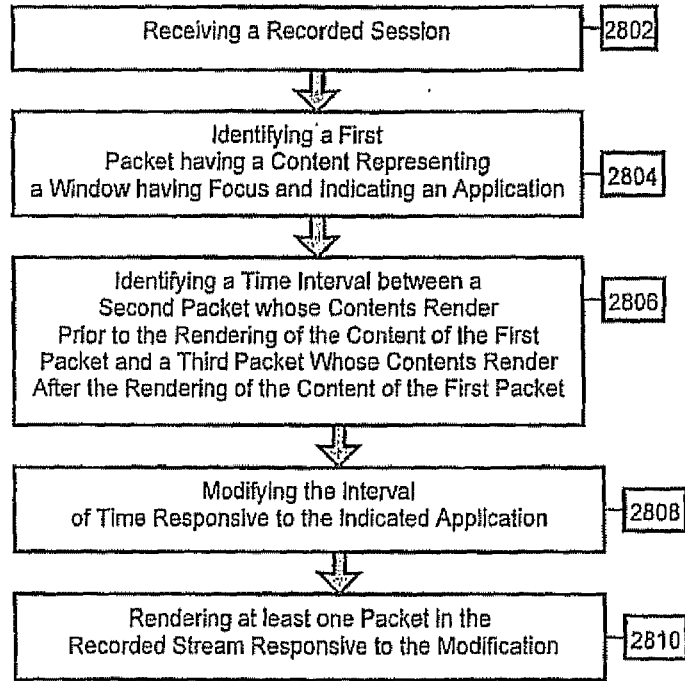 Receiving a Recorded Session
2802
Identifying a First
Packet having a Content Representing
a Window having Focus and Indicating an Application
2804
Identifying a Time Interval between a
Second Packet whose Contents Render
Prior to the Rendering of the Content of the First
Packet and a Third Packet Whose Contents Render
After the Rendering of the Content of the First Packet
2806
Modifying the Interval
of Time Responsive to the Indicated Application
2808
Rendering at least one Packet in the
Recorded Stream Responsive to the Modification
2810